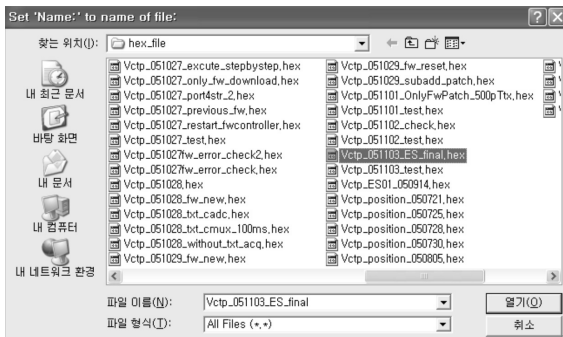 Set 'Name:' to name of file:
찾는 위치(I):
hex_file
내 최근 문서
바탕 화면
내 문서
내 컴퓨터
내 네트워크 환경
Vctp_051027_excute_stepbystep,hex
Vctp_051027_only_fw_download,hex
Vctp_051027_port4str_2,hex
Vctp_051027_previous_fw,hex
Vctp_051027_restart_fwcontroller,hex
Vctp_051027_test,hex
Vctp_051027fw_error_check2,hex
Vctp_051027fw_error_check,hex
Vctp_051028,hex
Vctp_051028_fw_new,hex
Vctp_051028_txt_cadc,hex
Vctp_051028_txt_cmux_100ms,hex
Vctp_051028_without_txt_acq,hex
Vctp_051029_fw_new,hex
Vctp_051029_fw_reset,hex
Vctp_051029_subadd_patch,hex
Vctp_051101_OnlyFwPatch_500pTtx,hex
Vctp_051101_test,hex
Vctp_051102_check,hex
Vctp_051102_test,hex
Vctp_051103_ES_final,hex
Vctp_051103_test,hex
Vctp_ES01_050914,hex
Vctp_position_050721,hex
Vctp_position_050725,hex
Vctp_position_050728,hex
Vctp_position_050730,hex
Vctp_position_050805,hex
파일 이름(N):
Vctp_051103_ES_final
열기(O)
파일 형식(T):
All Files (*,*)
취소